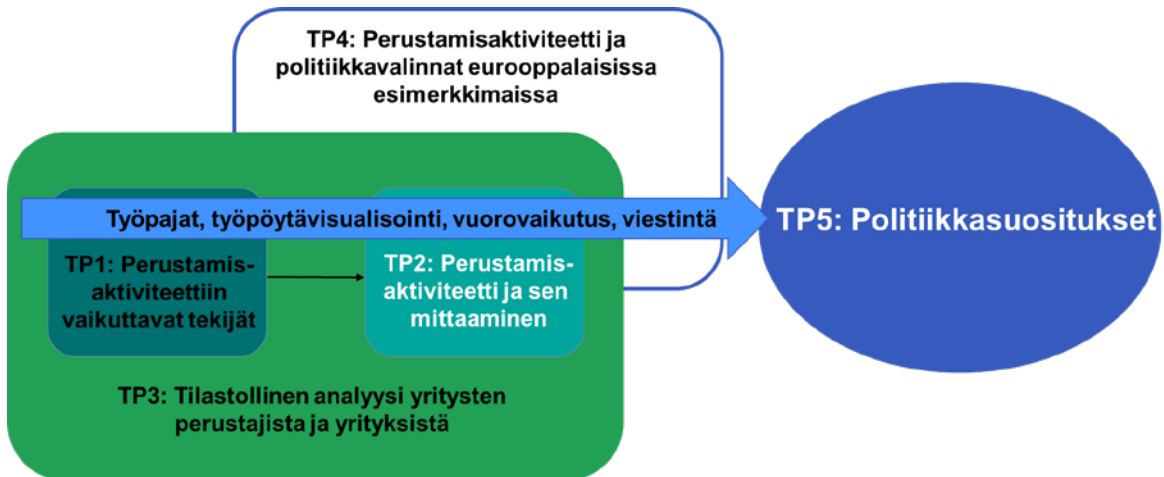 TP4: Perustamisaktiviteetti ja
politiikkavalinnat eurooppalaisissa
esimerkkimaissa
Työpajat, työpöytävisualisointi, vuorovaikutus, viestintä
TP5: Politiikkasuositukset
TP1: Perustamis-
aktiviteettiin
vaikuttavat tekijät
TP2: Perustamis-
aktiviteetti ja sen
mittaaminen
TP3: Tilastollinen analyysi yritysten
perustajista ja yrityksistä